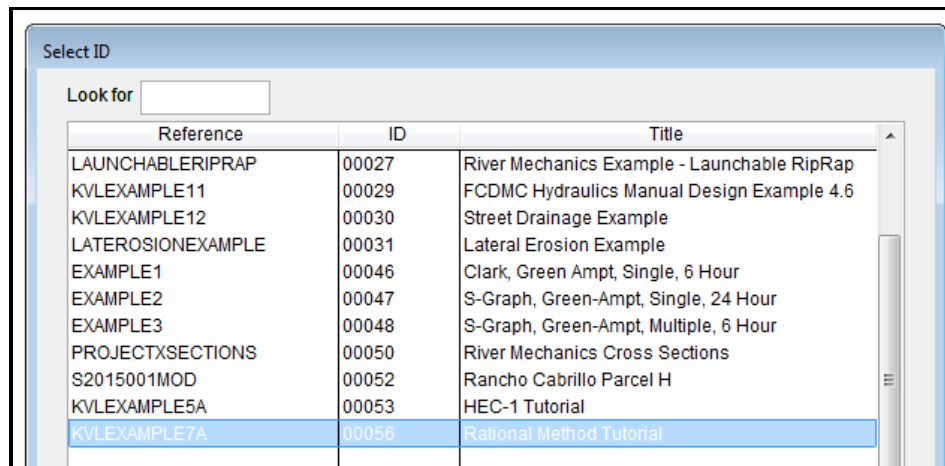 Select ID
Look for
Reference ID Title
LAUNCHABLERIPRAP 00027 River Mechanics Example - Launchable RipRap
KVLEXAMPLE11 00029 FCDMC Hydraulics Manual Design Example 4.6
KVLEXAMPLE12 00030 Street Drainage Example
LATEROSIONEXAMPLE 00031 Lateral Erosion Example
EXAMPLE1 00046 Clark, Green Ampt, Single, 6 Hour
EXAMPLE2 00047 S-Graph, Green-Ampt, Single, 24 Hour
EXAMPLE3 00048 S-Graph, Green-Ampt, Multiple, 6 Hour
PROJECTXSECTIONS 00050 River Mechanics Cross Sections
S2015001MOD 00052 Rancho Cabrillo Parcel H
KVLEXAMPLE5A 00053 HEC-1 Tutorial
KVLEXAMPLE7A 00056 Rational Method Tutorial